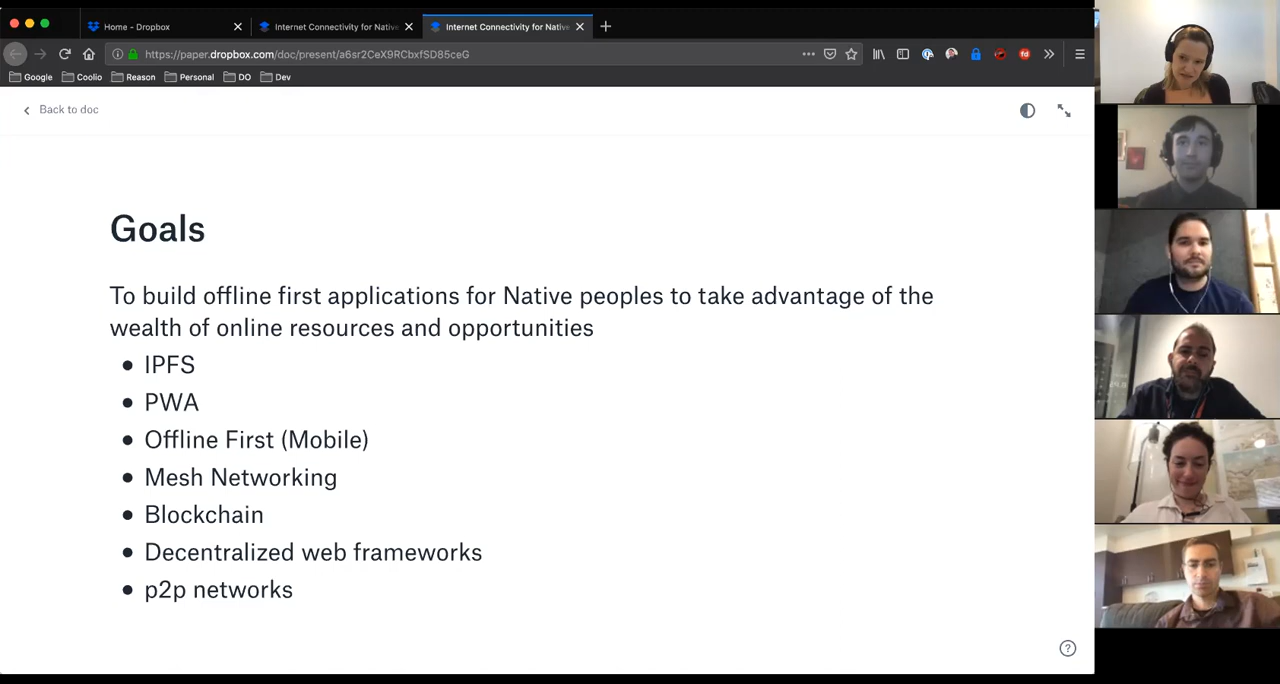 Home - Dropbox
Internet Connectivity for Native
Internet Connectivity for Native
https://paper.dropbox.com/doc/present/a6sr2CeX9RCbxfSD85ceG
Google Coolio Reason Personal DO Dev
Back to doc
Goals
To build offline first applications for Native peoples to take advantage of the
wealth of online resources and opportunities
• IPFS
• PWA
• Offline First (Mobile)
• Mesh Networking
• Blockchain
• Decentralized web frameworks
• p2p networks